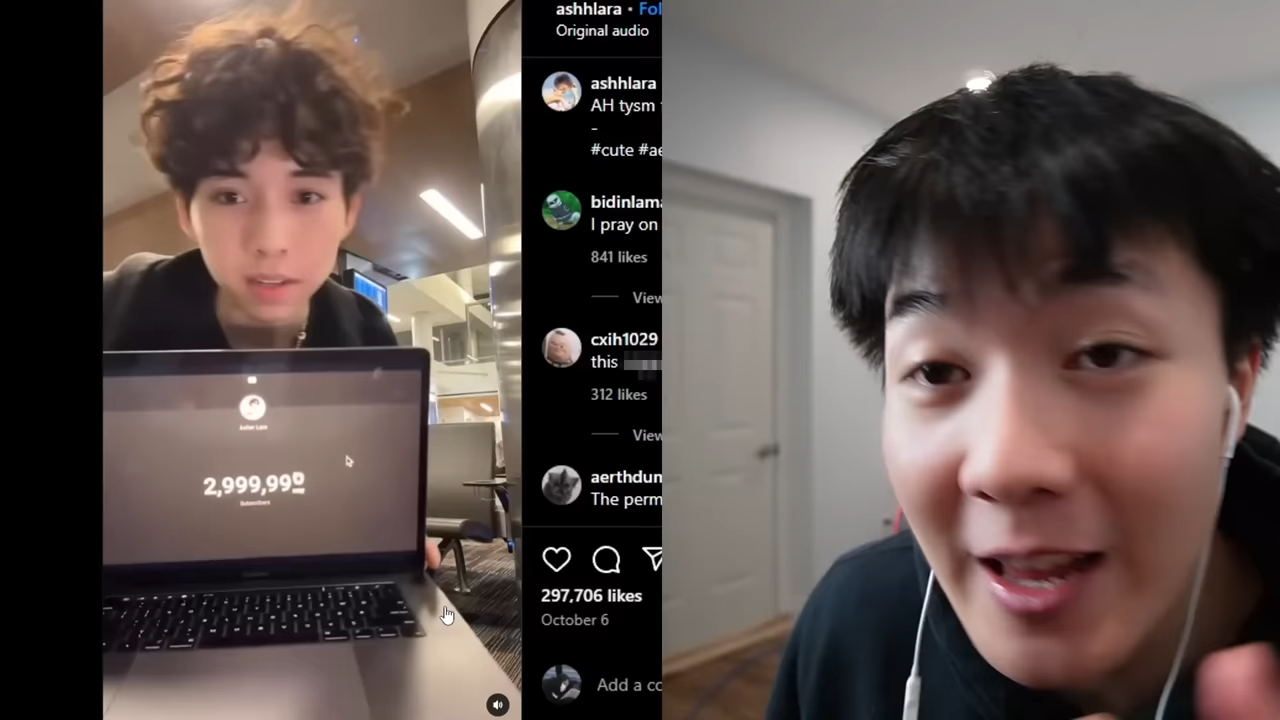 ashhlara • Fol
Original audio
ashhlara
AH tysm
-
#cute #ae
bidinlama
I pray on
841 likes
View
cxih1029
this
312 likes
View
aerthdun
The perm
297,706 likes
October 6
Add a co
2,999,99
Subscribers